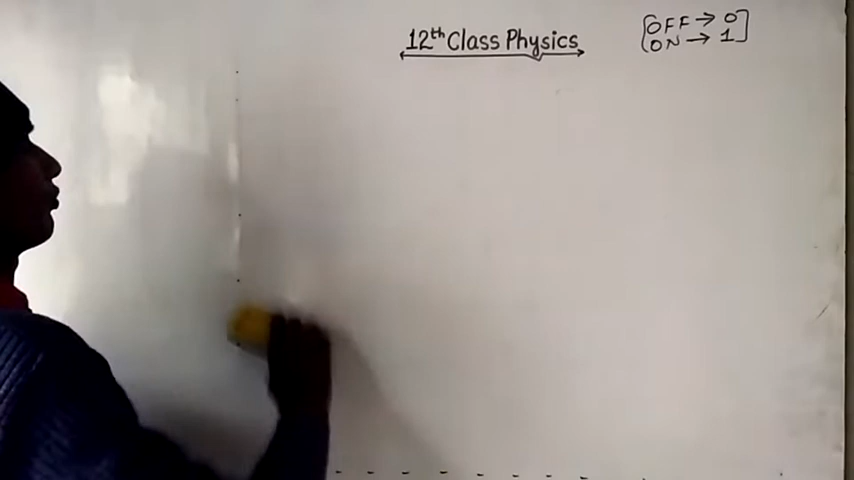 12th Class Physics
OFF → 0
ON → 1